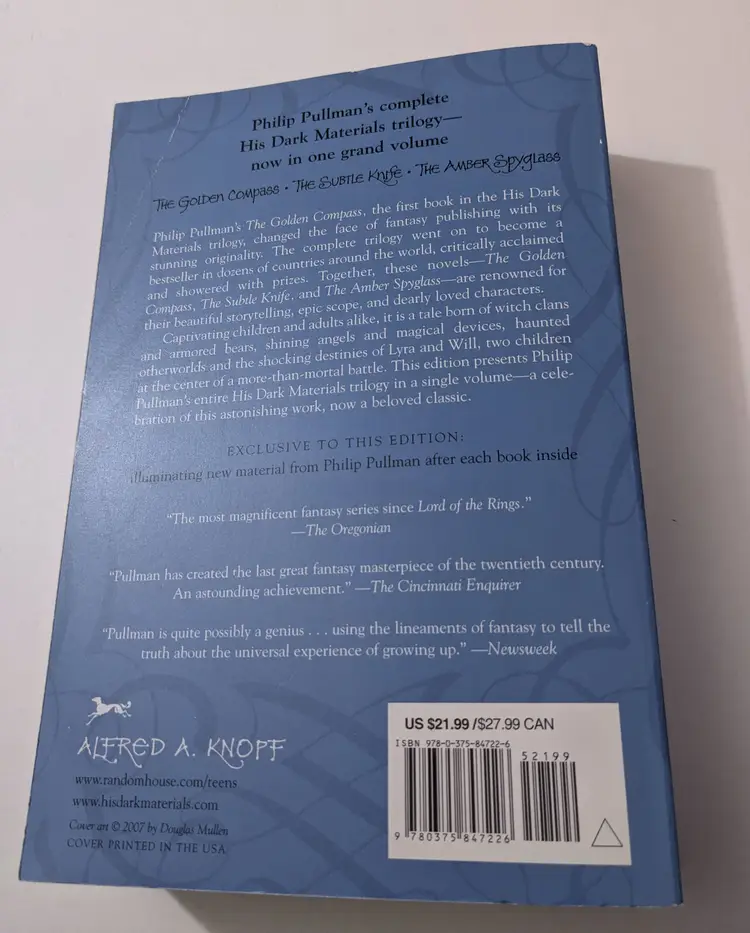 Philip Pullman's complete
His Dark Materials trilogy—
now in one grand volume
The Golden Compass • The Subtle Knife • The Amber Spyglass
Philip Pullman's The Golden Compass, the first book in the His Dark
Materials trilogy, changed the face of fantasy publishing with its
stunning originality. The complete trilogy went on to become a
bestseller in dozens of countries around the world, critically acclaimed
and showered with prizes. Together, these novels—The Golden
Compass, The Subtle Knife, and The Amber Spyglass—are renowned for
their beautiful storytelling, epic scope, and dearly loved characters.
Captivating children and adults alike, it is a tale born of witch clans
and armored bears, shining angels and magical devices, haunted
otherworlds and the shocking destinies of Lyra and Will, two children
at the center of a more-than-mortal battle. This edition presents Philip
Pullman's entire His Dark Materials trilogy in a single volume—a cele-
bration of this astonishing work, now a beloved classic.
EXCLUSIVE TO THIS EDITION:
illuminating new material from Philip Pullman after each book inside
"The most magnificent fantasy series since Lord of the Rings."
—The Oregonian
"Pullman has created the last great fantasy masterpiece of the twentieth century.
An astounding achievement." —The Cincinnati Enquirer
"Pullman is quite possibly a genius . . . using the lineaments of fantasy to tell the
truth about the universal experience of growing up." —Newsweek
ALFRED A. KNOPF
www.randomhouse.com/teens
www.hisdarkmaterials.com
Cover art © 2007 by Douglas Mullen
COVER PRINTED IN THE USA
US $21.99 / $27.99 CAN
ISBN 978-0-375-84722-6
52199
9 780375 847226